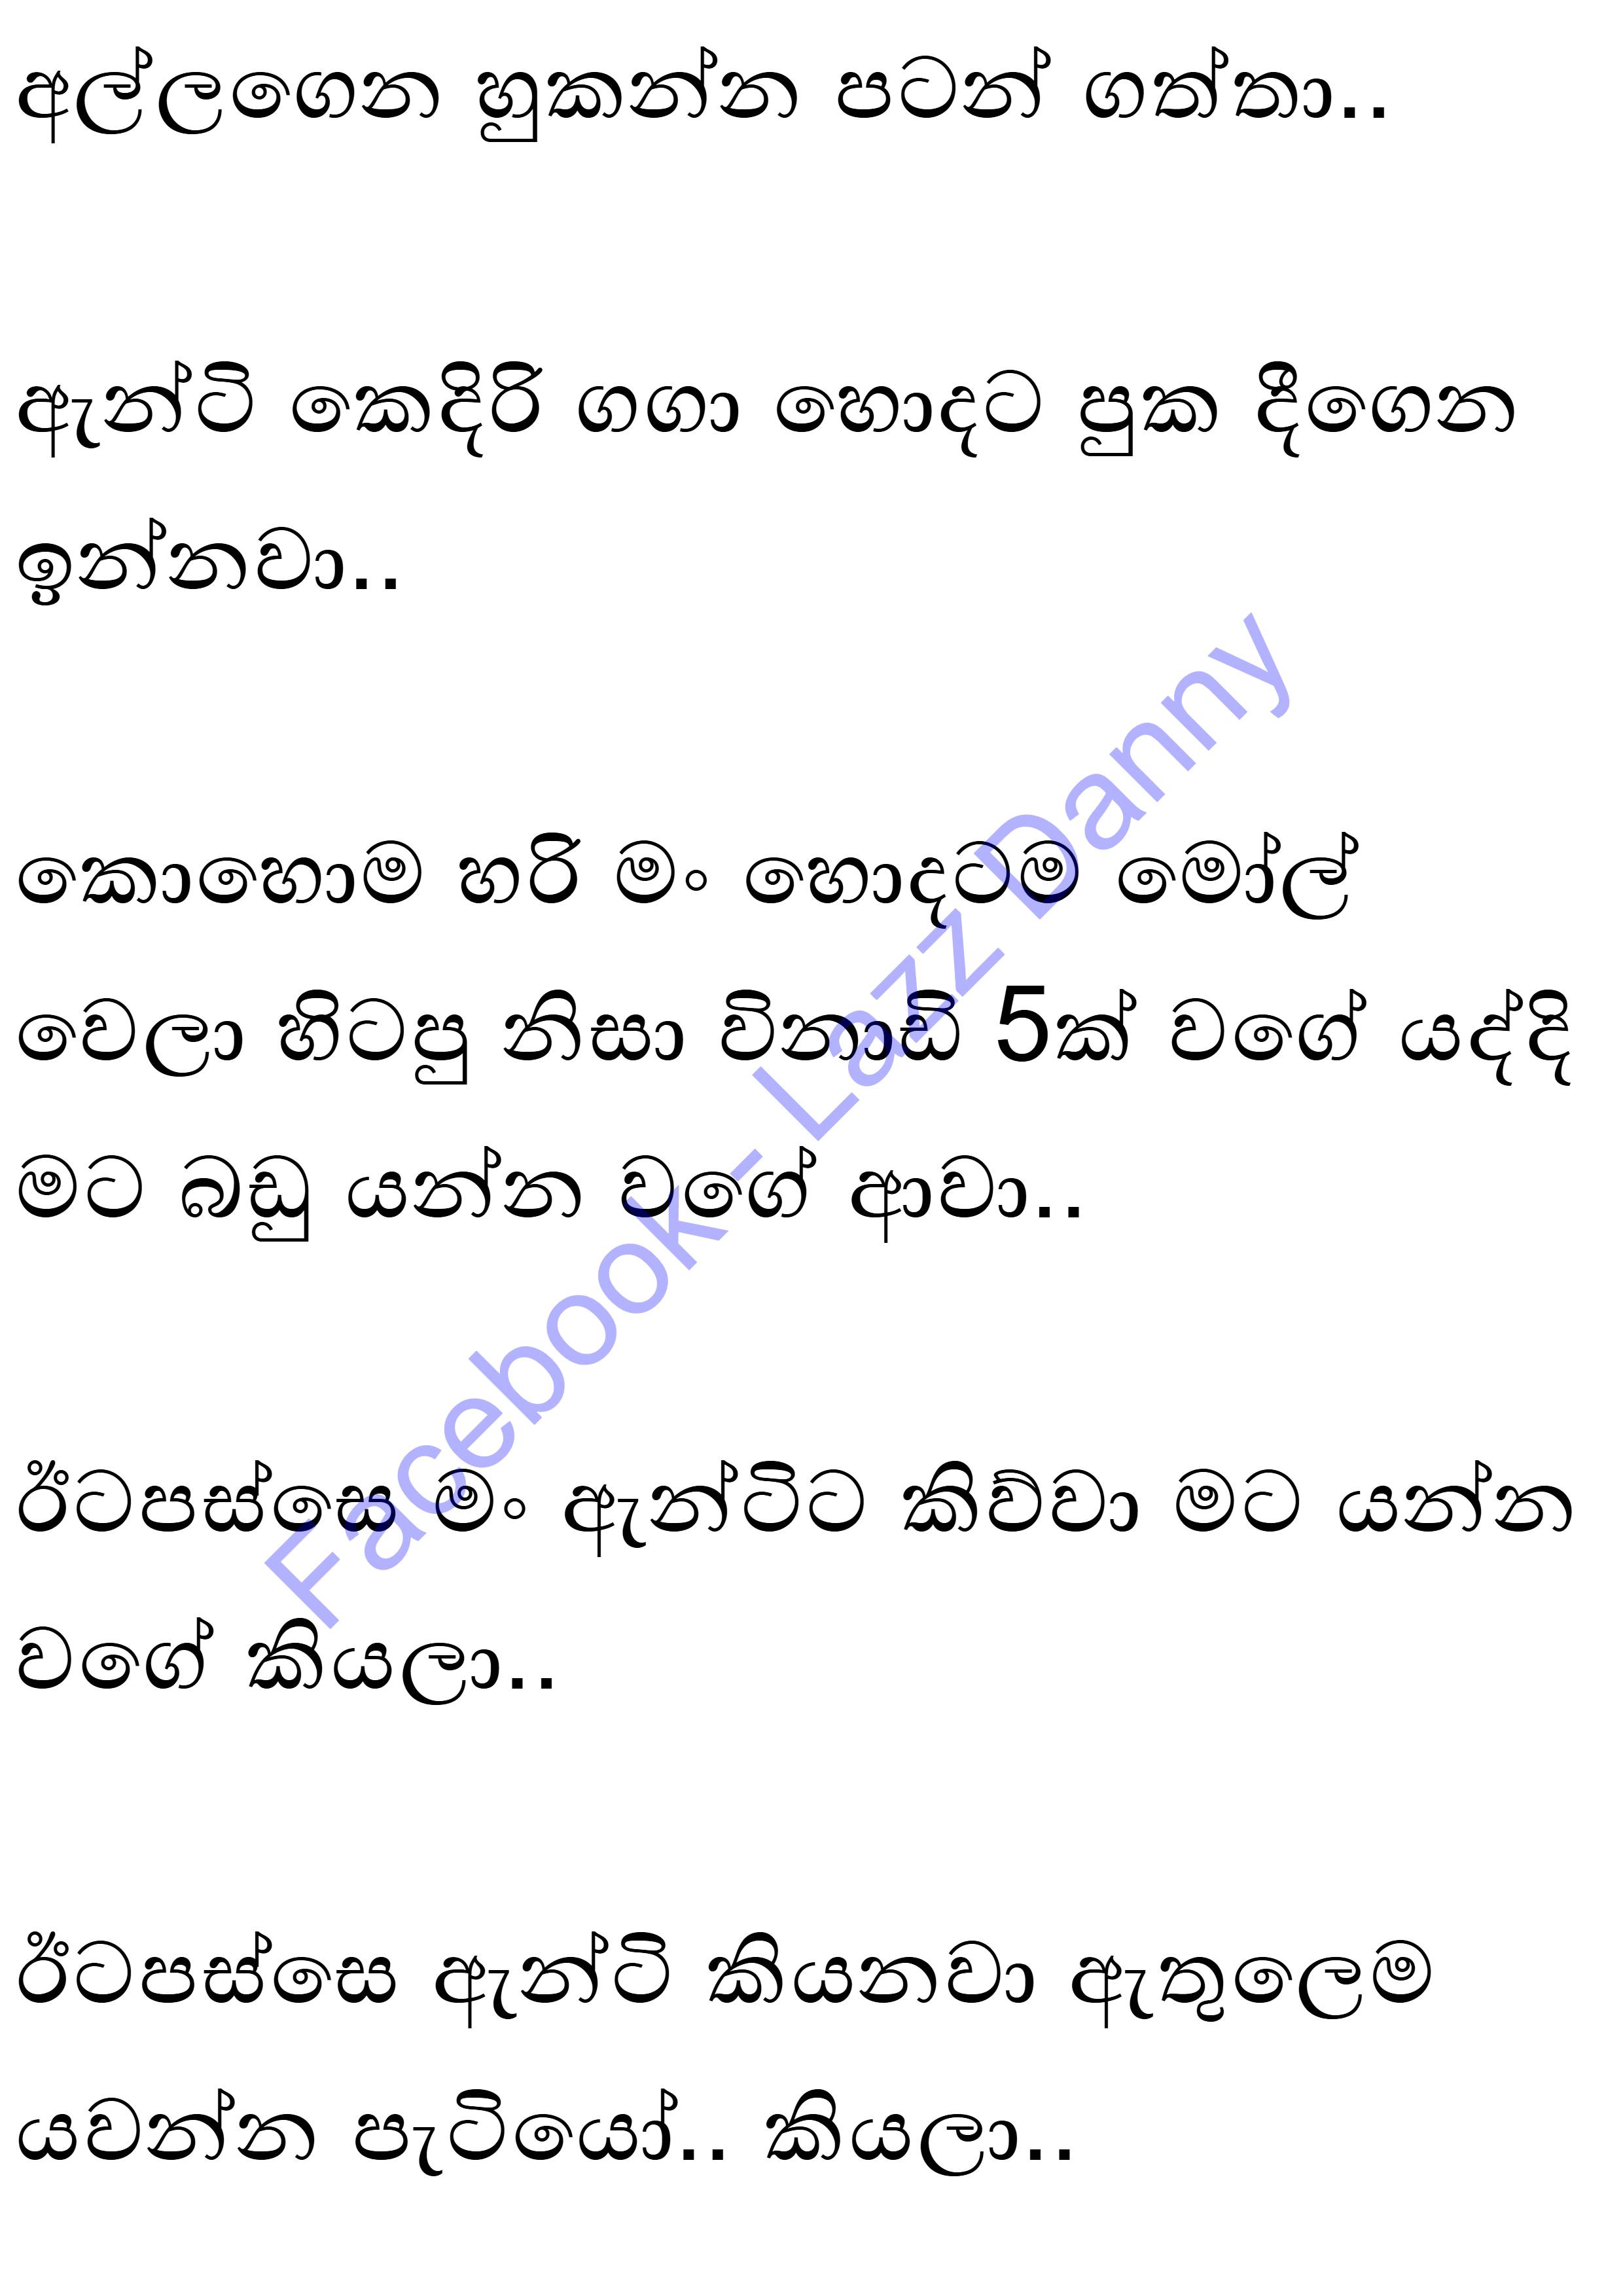 අල්ලගෙන හුකන්න පටන් ගත්තා..
ඇන්ටි කෙදිරි ගගා හොදට පුක දීගෙන
ඉන්නවා..
කොහොම හරි මං හොදටම මෝල්
වෙලා හිටපු නිසා විනාඩි 5ක් වගේ යද්දි
මට බඩු යන්න වගේ ආවා..
ඊටපස්සෙ මං ඇන්ටිට කිව්වා මට යන්න
වගේ කියලා..
ඊටපස්සෙ ඇන්ටි කියනවා ඇතුලෙම
යවන්න පැටියෝ.. කියලා..
Facebook- Lazz Danny